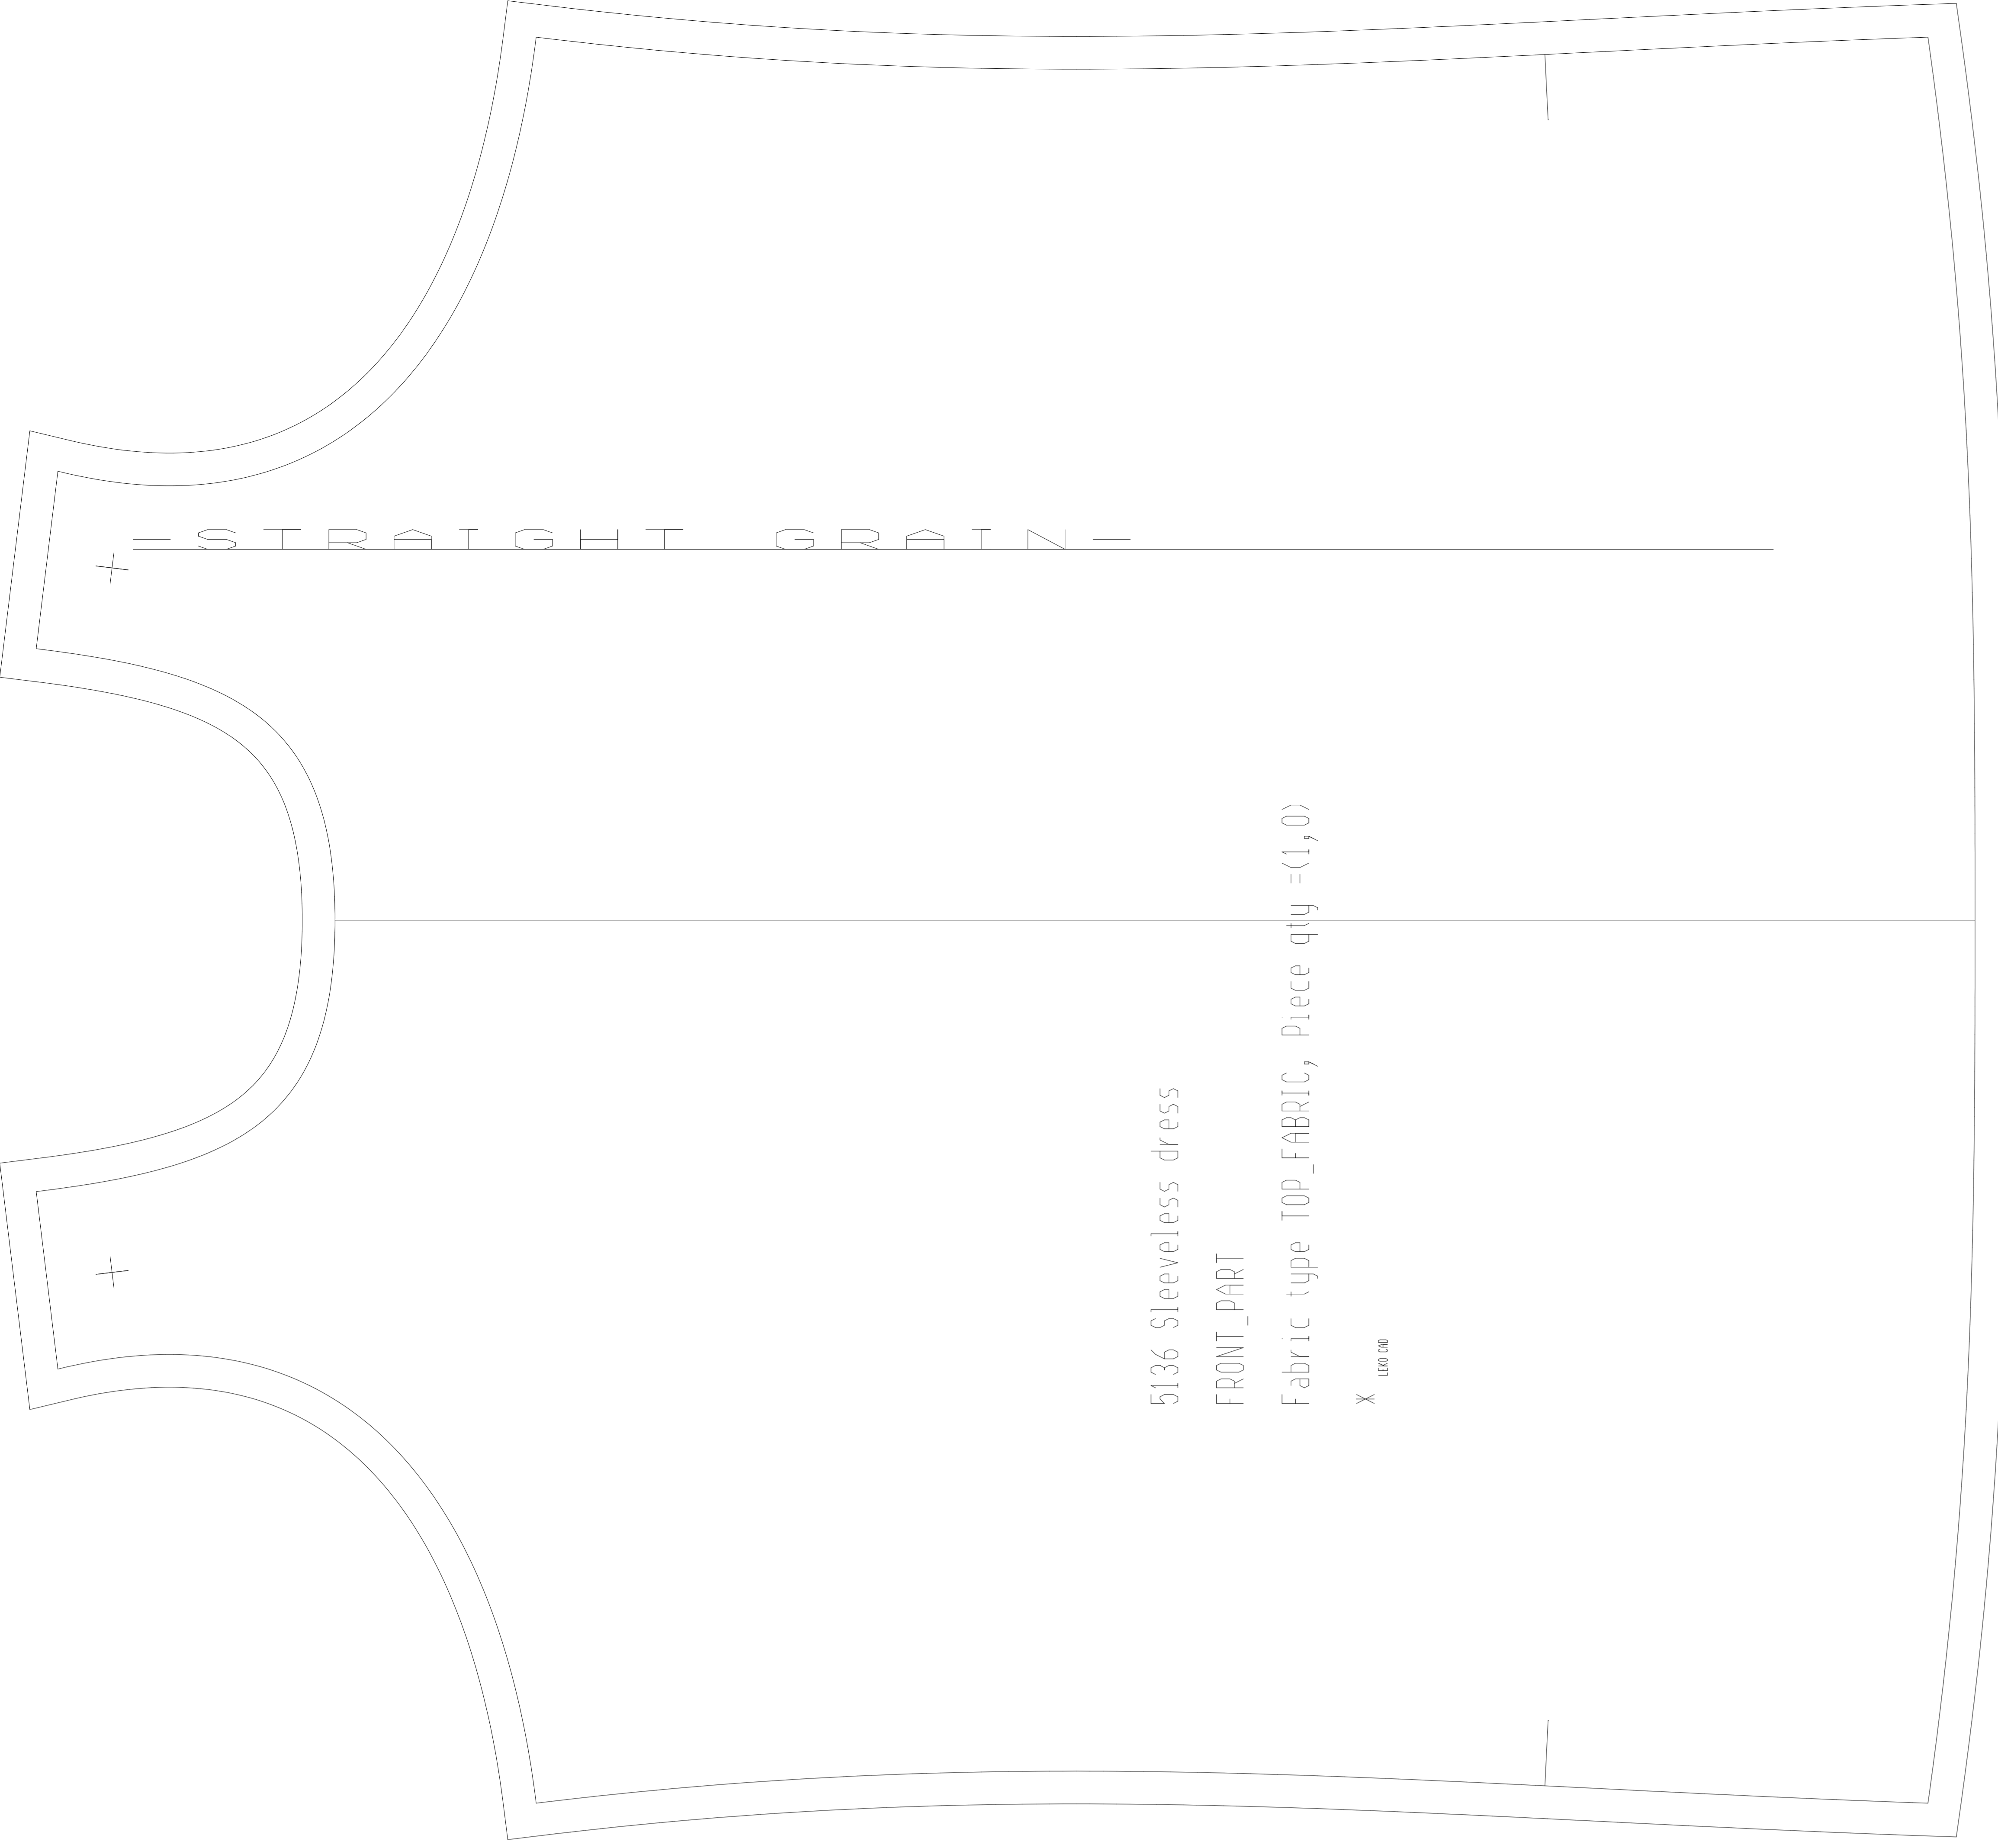 —STRAIGHT GRAIN—
5136 Sleeveless dress
FRONT_PART
Fabric type TOP_FABRIC, Piece qty =(1,0)
LEKO CAD